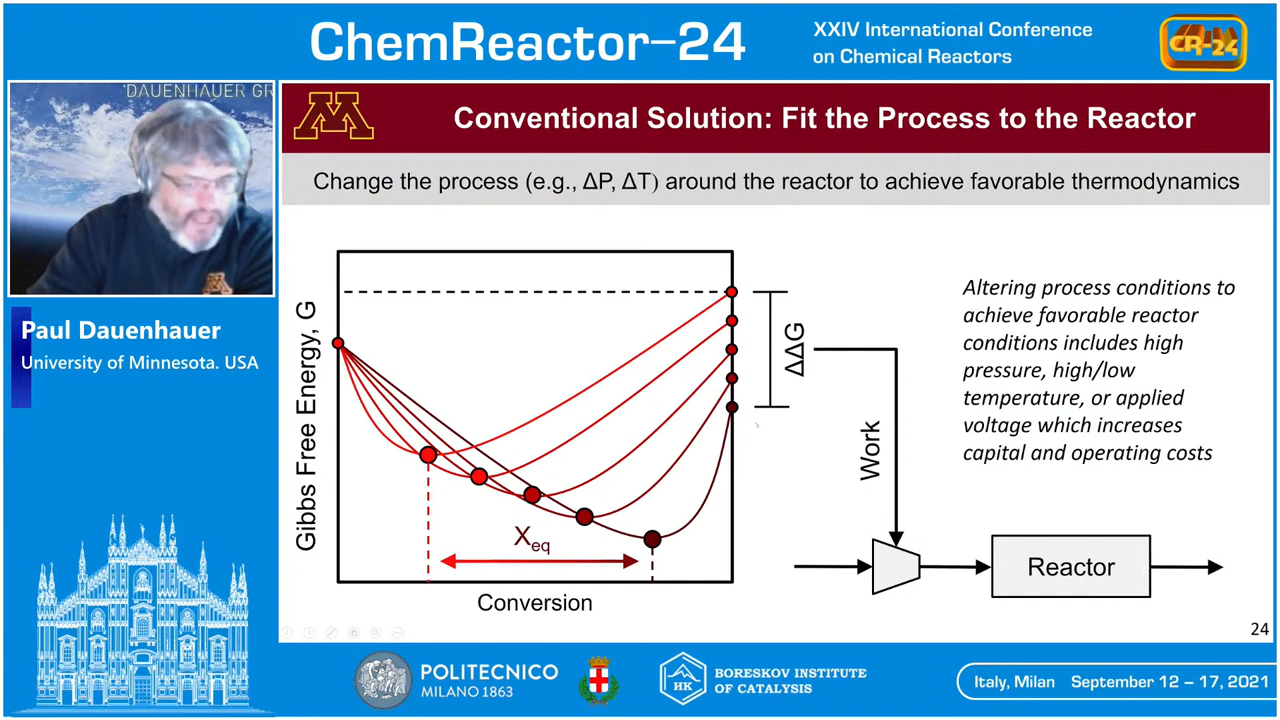 ChemReactor–24
XXIV International Conference
on Chemical Reactors
CR-24
DAUENHAUER GR
M
Paul Dauenhauer
University of Minnesota. USA
Conventional Solution: Fit the Process to the Reactor
Change the process (e.g., ΔP, ΔT) around the reactor to achieve favorable thermodynamics
Gibbs Free Energy, G
Xeq
Conversion
ΔΔG
Work
Altering process conditions to
achieve favorable reactor
conditions includes high
pressure, high/low
temperature, or applied
voltage which increases
capital and operating costs
Reactor
24
POLITECNICO
MILANO 1863
НК
BORESKOV INSTITUTE
OF CATALYSIS
Italy, Milan September 12 – 17, 2021